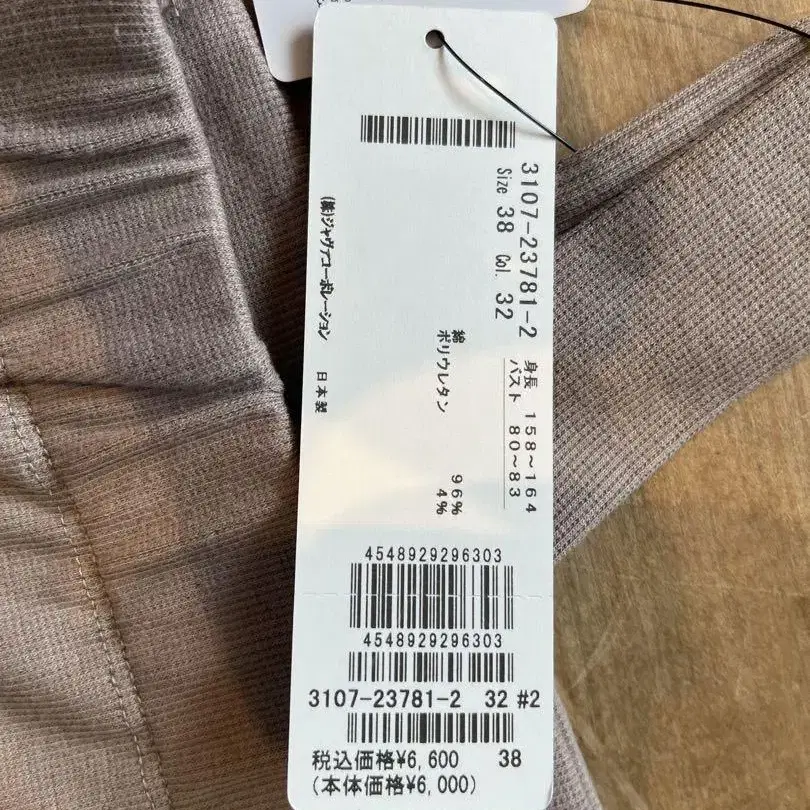 3107-23781-2
Size 38 Col. 32
身長 158~164
バスト 80~83
綿 96%
ポリウレタン 4%
(株)ジャヴァコーポレーション 日本製
4548929296303
4548929296303
3107-23781-2 32 #2
税込価格¥6,600 38
(本体価格¥6,000)